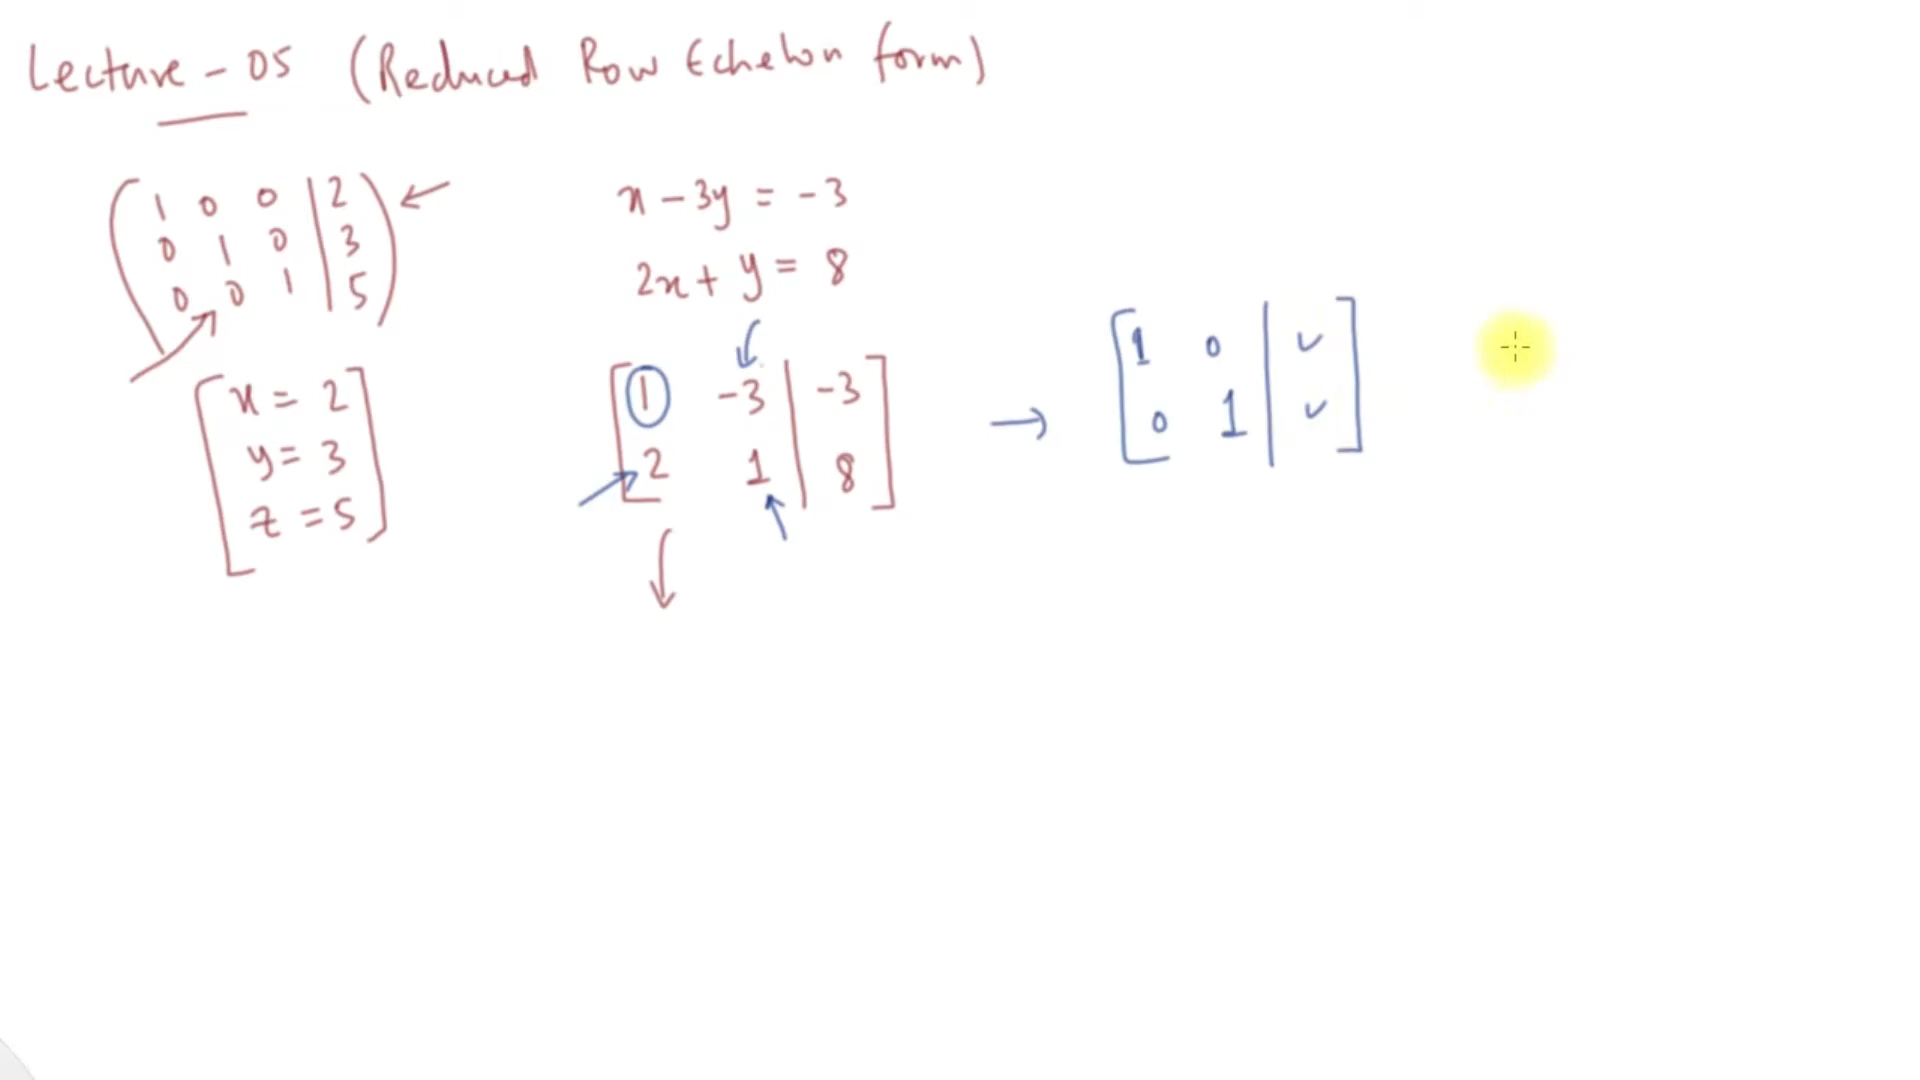 Lecture - 05 (Reduced Row Echelon form)
1 0 0 | 2
0 1 0 | 3
0 0 1 | 5
x = 2
y = 3
z = 5
x - 3y = -3
2x + y = 8
1 -3 | -3
2 1 | 8
→
1 0 | ✓
0 1 | ✓